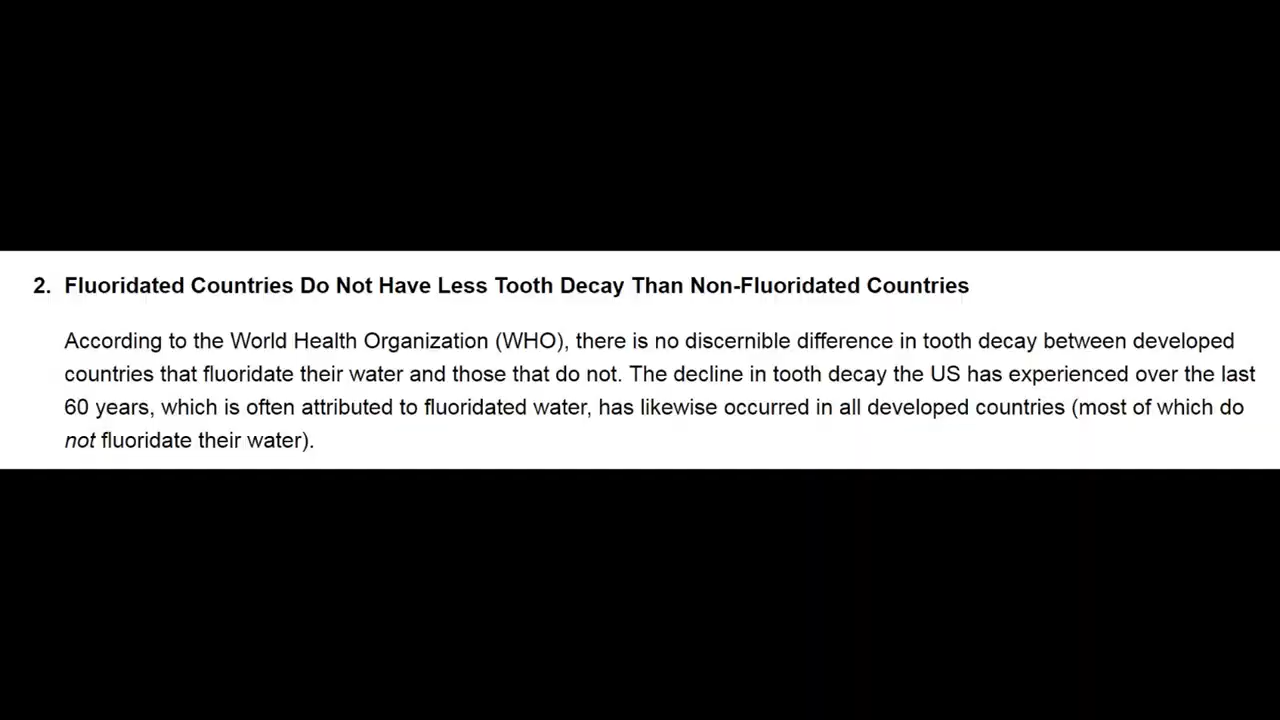 2. Fluoridated Countries Do Not Have Less Tooth Decay Than Non-Fluoridated Countries
According to the World Health Organization (WHO), there is no discernible difference in tooth decay between developed
countries that fluoridate their water and those that do not. The decline in tooth decay the US has experienced over the last
60 years, which is often attributed to fluoridated water, has likewise occurred in all developed countries (most of which do
not fluoridate their water).